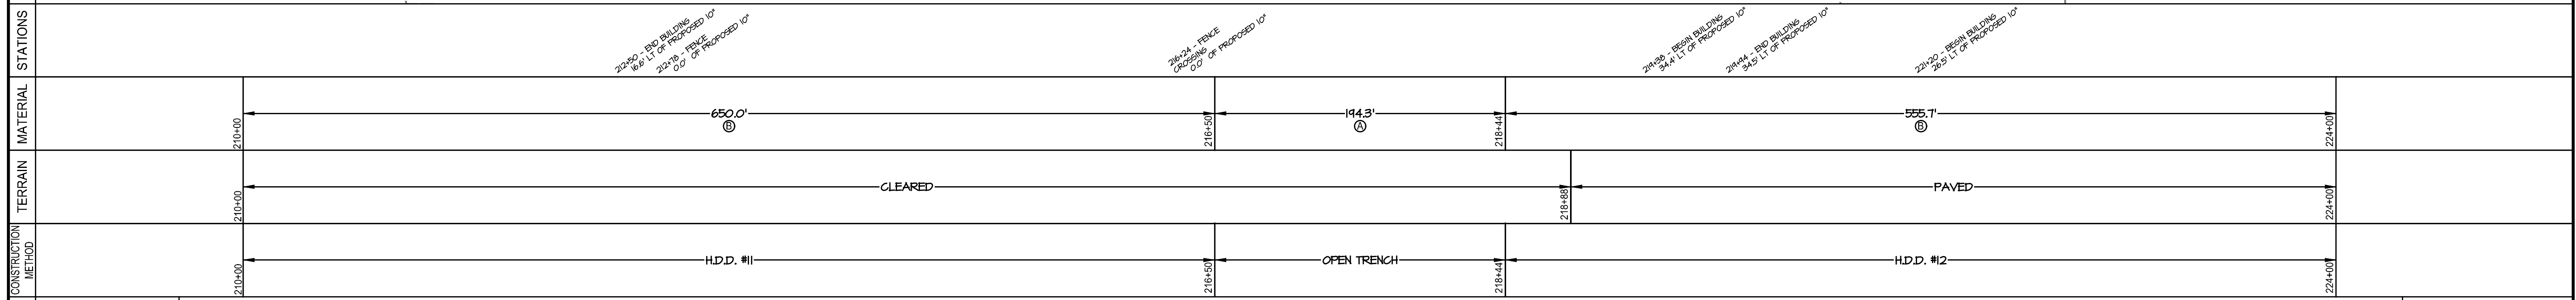 STATIONS
212+50 - END BUILDING
16.6' LT OF PROPOSED 10"
212+78 - FENCE
0.0' OF PROPOSED 10"
216+24 - FENCE
CROSSING
0.0' OF PROPOSED 10"
219+38 - BEGIN BUILDING
34.4' LT OF PROPOSED 10"
219+94 - END BUILDING
34.5' LT OF PROPOSED 10"
221+20 - BEGIN BUILDING
26.5' LT OF PROPOSED 10"
MATERIAL
210+00
650.0'
B
216+50
194.3'
A
218+44
555.7'
B
224+00
TERRAIN
210+00
CLEARED
218+88
PAVED
224+00
CONSTRUCTION
METHOD
210+00
H.D.D. #11
216+50
OPEN TRENCH
218+44
H.D.D. #12
224+00